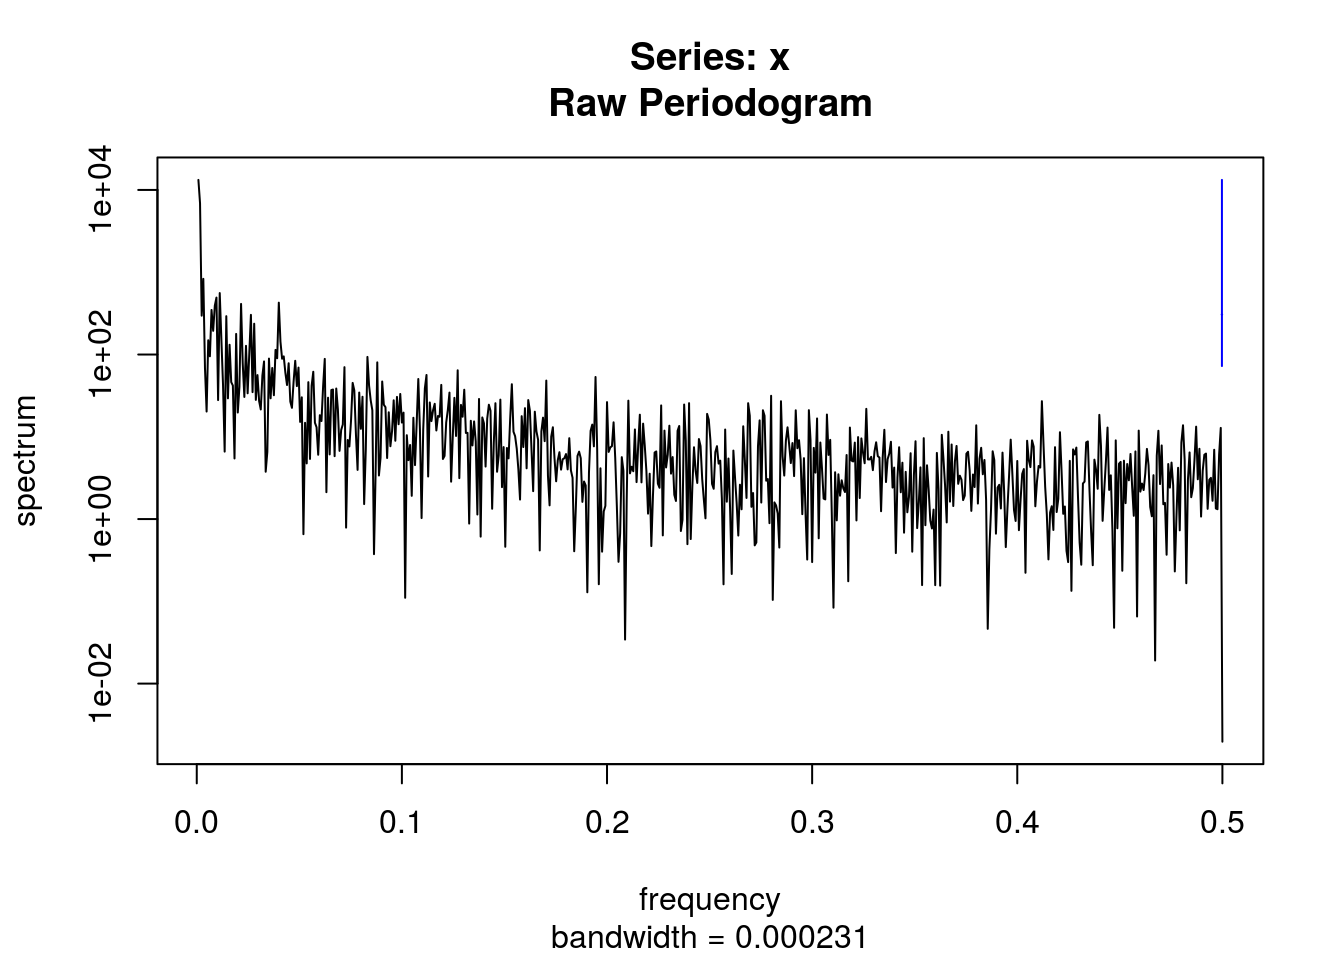 Series: x
Raw Periodogram
spectrum
1e+04
1e+02
1e+00
1e-02
0.0 0.1 0.2 0.3 0.4 0.5
frequency
bandwidth = 0.000231